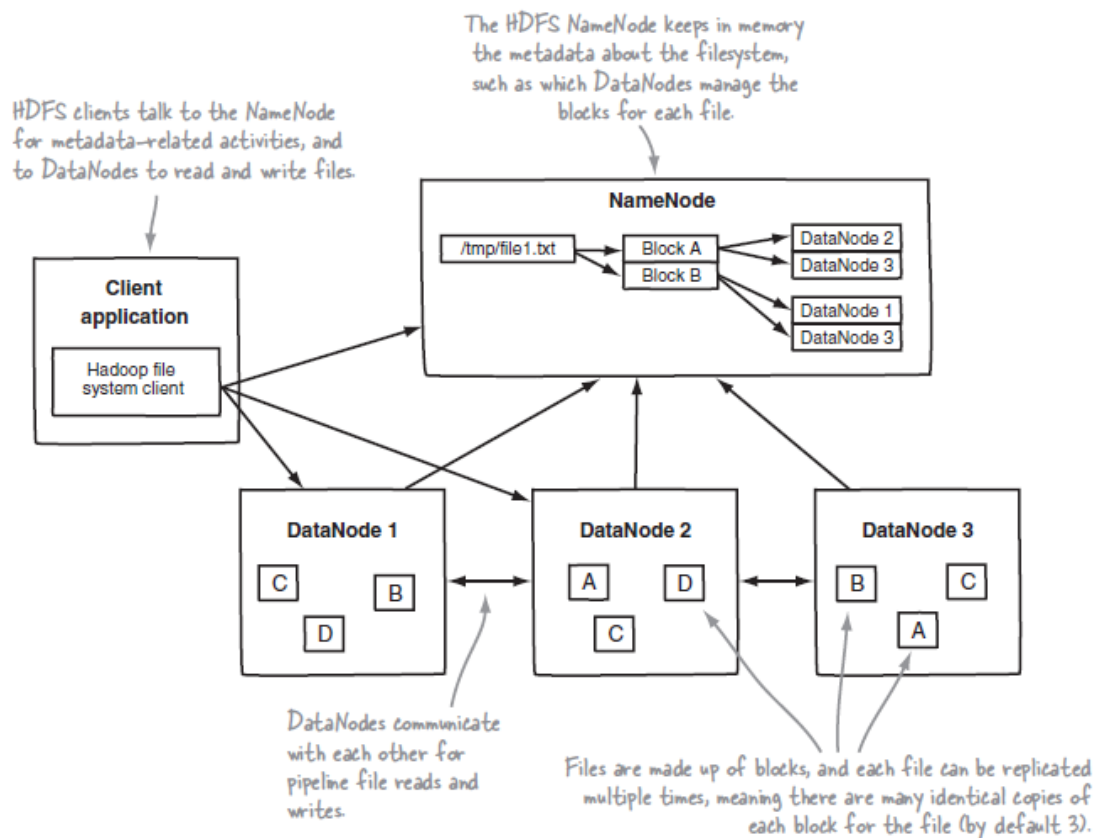 The HDFS NameNode keeps in memory
the metadata about the filesystem,
such as which DataNodes manage the
blocks for each file.
HDFS clients talk to the NameNode
for metadata-related activities, and
to DataNodes to read and write files.
NameNode
/tmp/file1.txt
Block A
Block B
DataNode 2
DataNode 3
DataNode 1
DataNode 3
Client
application
Hadoop file
system client
DataNode 1
C
B
D
DataNode 2
A
D
C
DataNode 3
B
C
A
DataNodes communicate
with each other for
pipeline file reads and
writes.
Files are made up of blocks, and each file can be replicated
multiple times, meaning there are many identical copies of
each block for the file (by default 3).